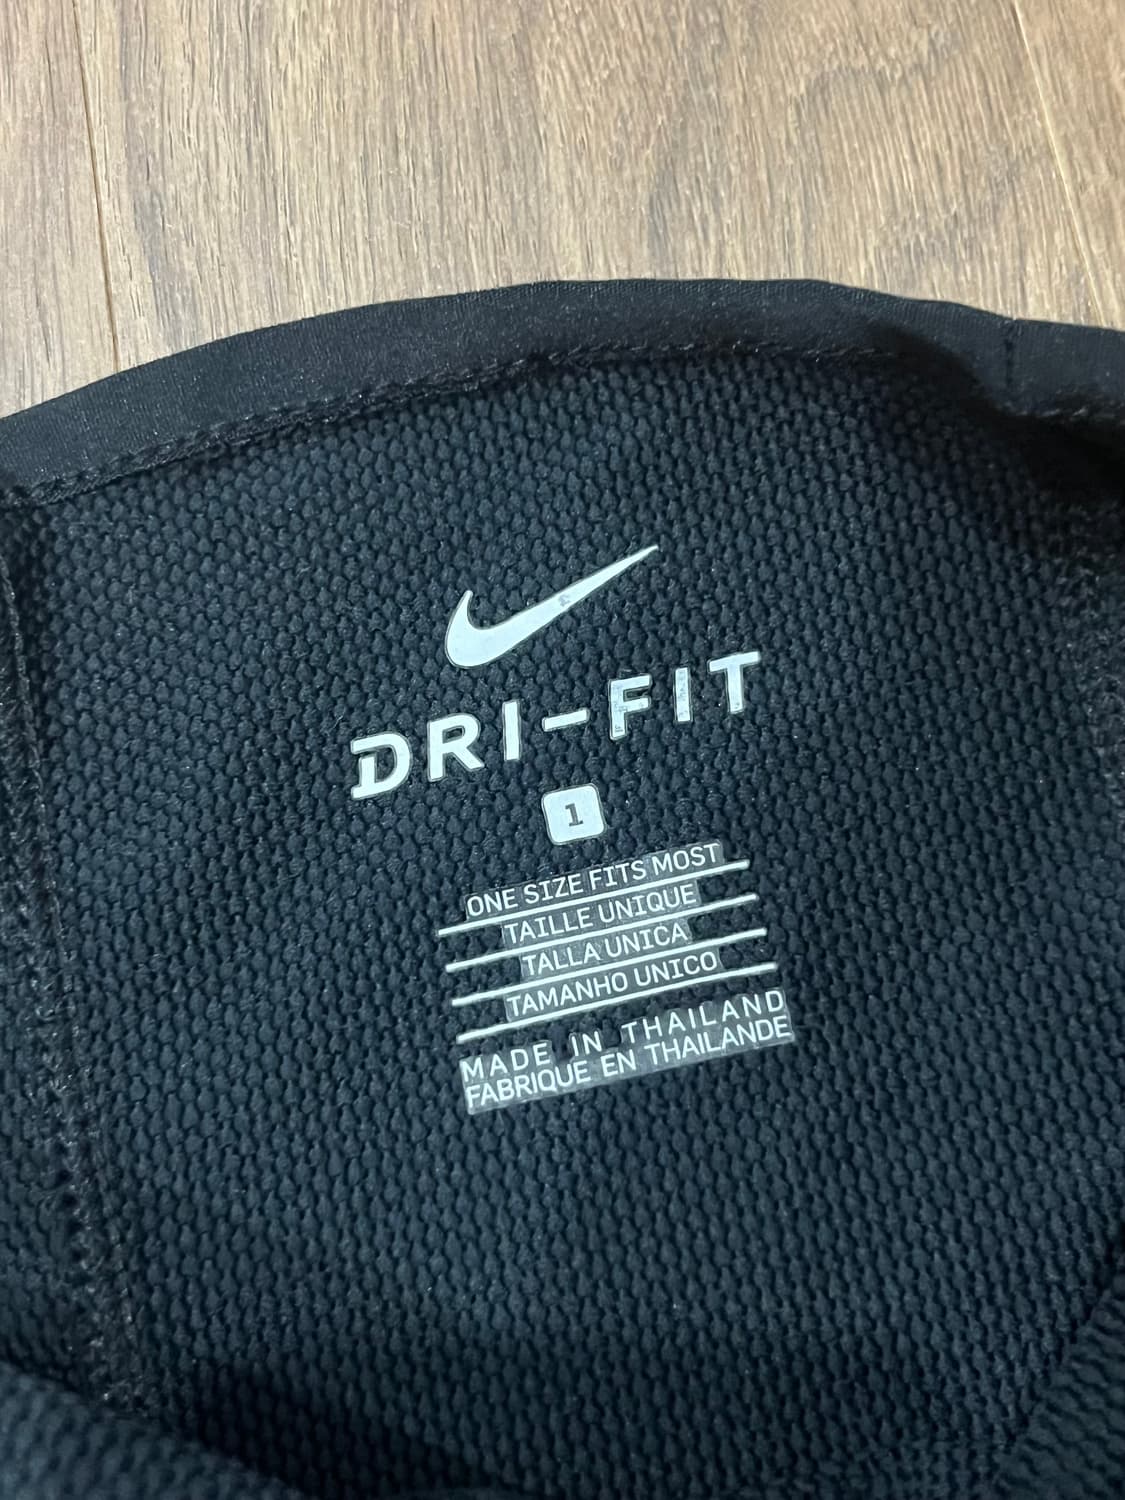 DRI-FIT
1
ONE SIZE FITS MOST
TAILLE UNIQUE
TALLA UNICA
TAMANHO UNICO
MADE IN THAILAND
FABRIQUE EN THAILANDE